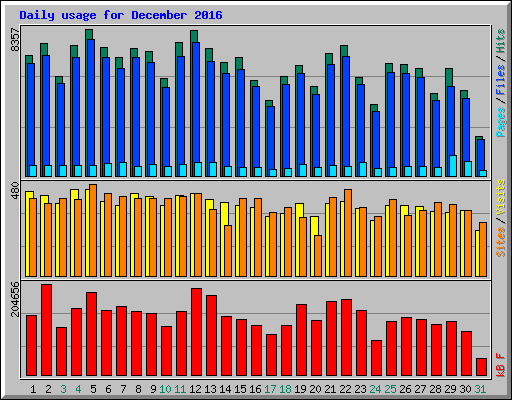 Daily usage for December 2016
8357
Pages / Files / Hits
480
Sites / Visits
204656
kB F
1 2 3 4 5 6 7 8 9 10 11 12 13 14 15 16 17 18 19 20 21 22 23 24 25 26 27 28 29 30 31